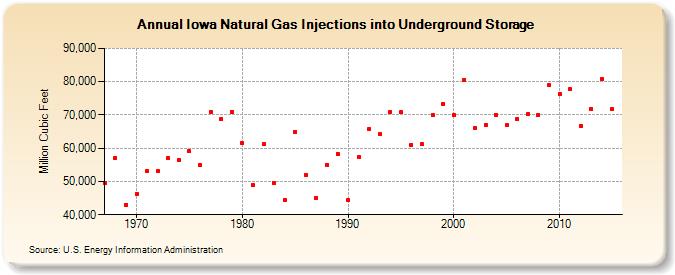 Annual Iowa Natural Gas Injections into Underground Storage
Million Cubic Feet
90,000
80,000
70,000
60,000
50,000
40,000
1970 1980 1990 2000 2010
Source: U.S. Energy Information Administration